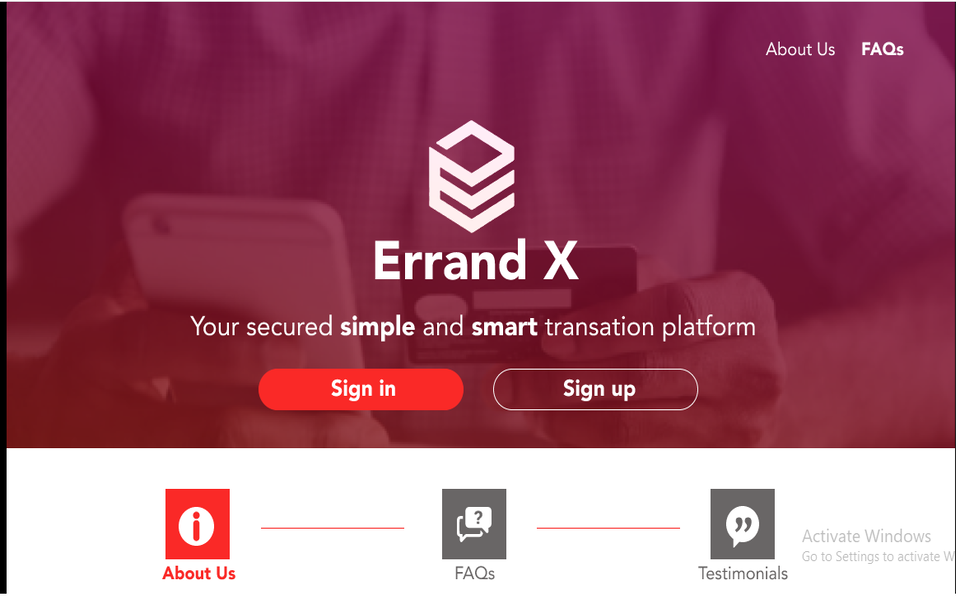 About Us FAQs
Errand X
Your secured simple and smart transation platform
Sign in Sign up
?
About Us FAQs Testimonials
Activate Windows
Go to Settings to activate W